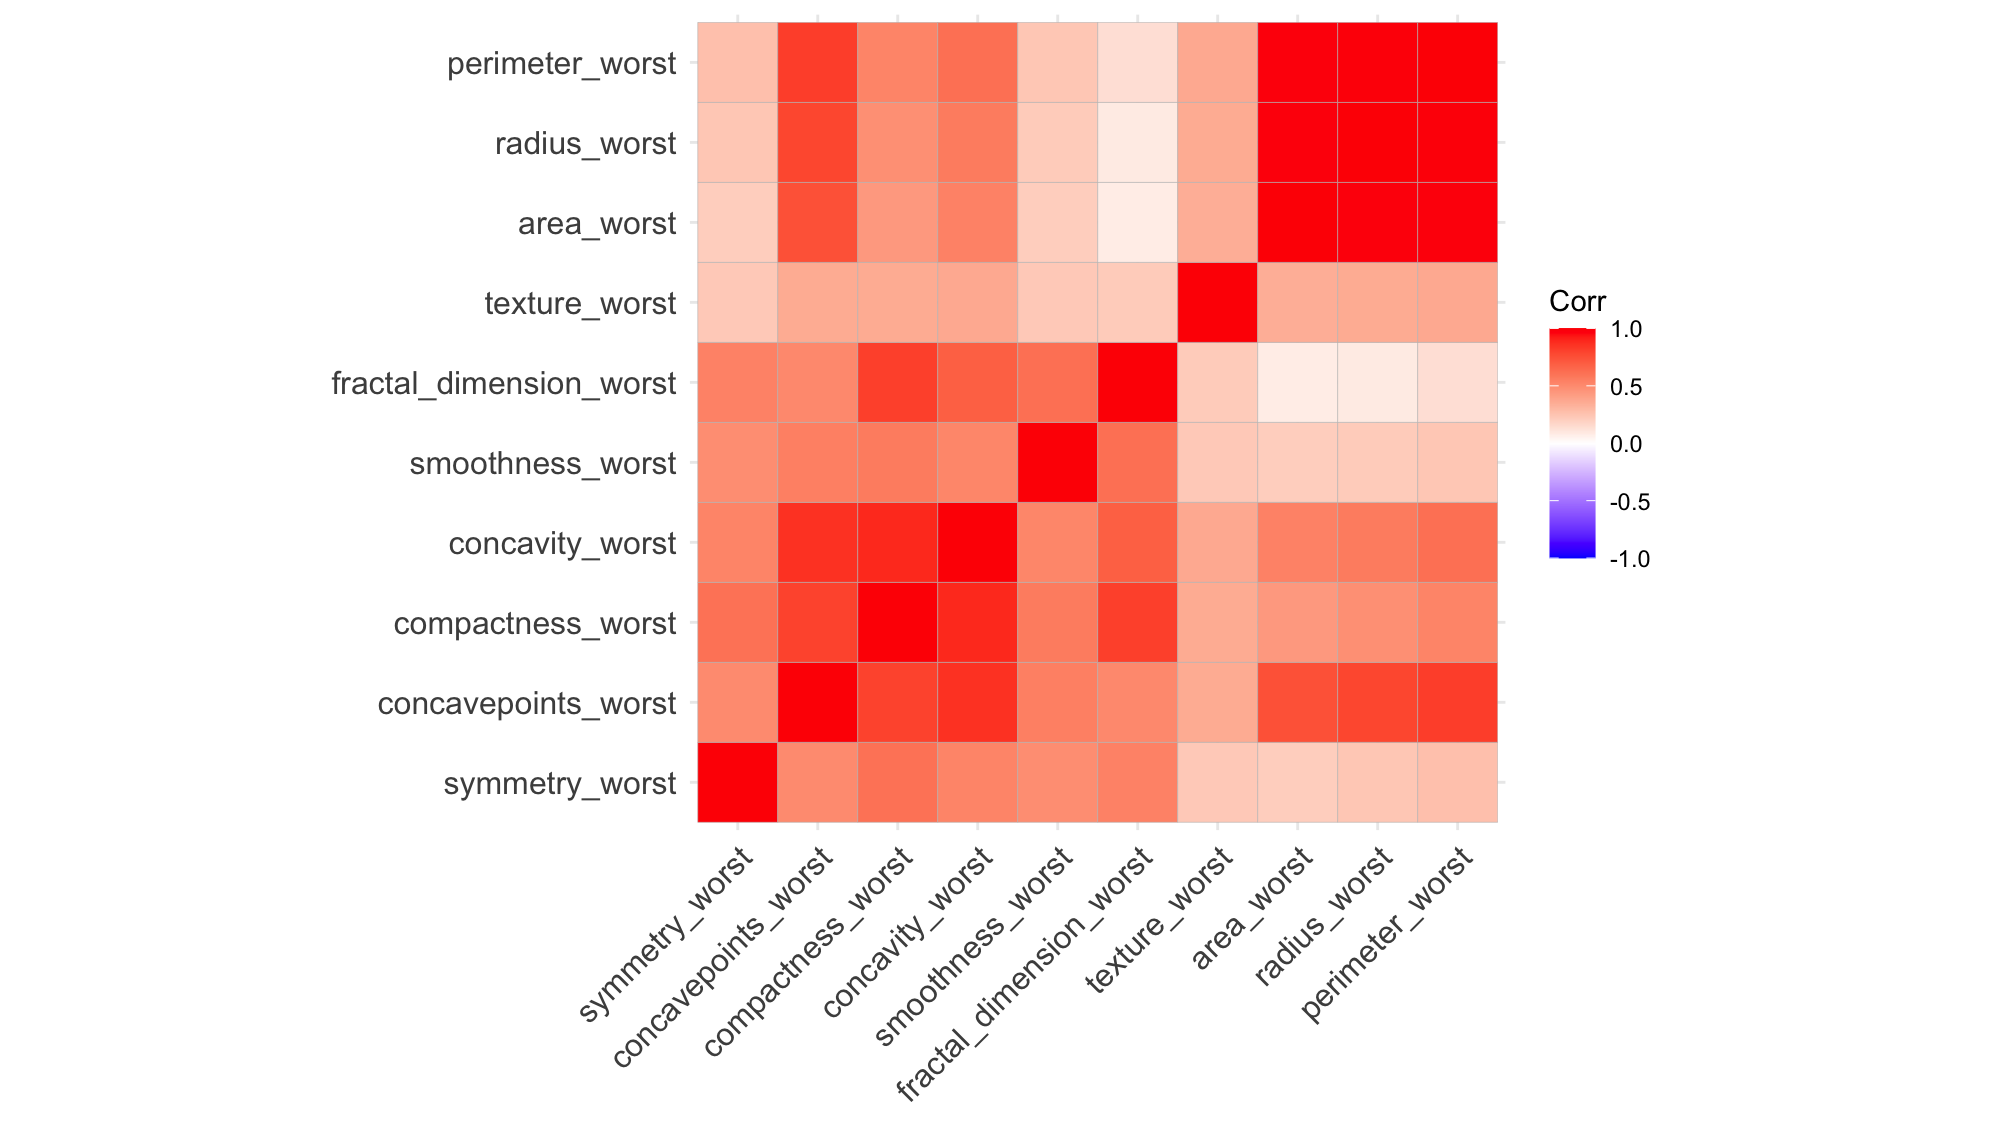 perimeter_worst
radius_worst
area_worst
texture_worst
fractal_dimension_worst
smoothness_worst
concavity_worst
compactness_worst
concavepoints_worst
symmetry_worst
symmetry_worst
concavepoints_worst
compactness_worst
concavity_worst
smoothness_worst
fractal_dimension_worst
texture_worst
area_worst
radius_worst
perimeter_worst
Corr
1.0
0.5
0.0
-0.5
-1.0